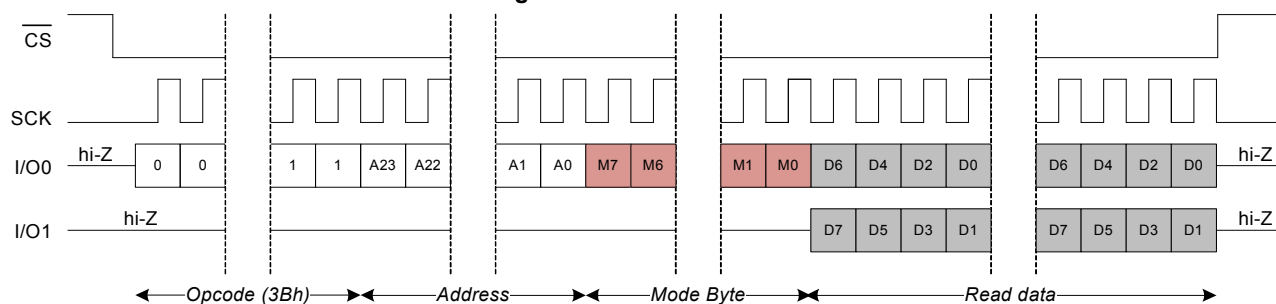 CS
SCK
I/O0 hi-Z 0 0 1 1 A23 A22 A1 A0 M7 M6 M1 M0 D6 D4 D2 D0 D6 D4 D2 D0 hi-Z
I/O1 hi-Z D7 D5 D3 D1 D7 D5 D3 D1 hi-Z
Opcode (3Bh) Address Mode Byte Read data